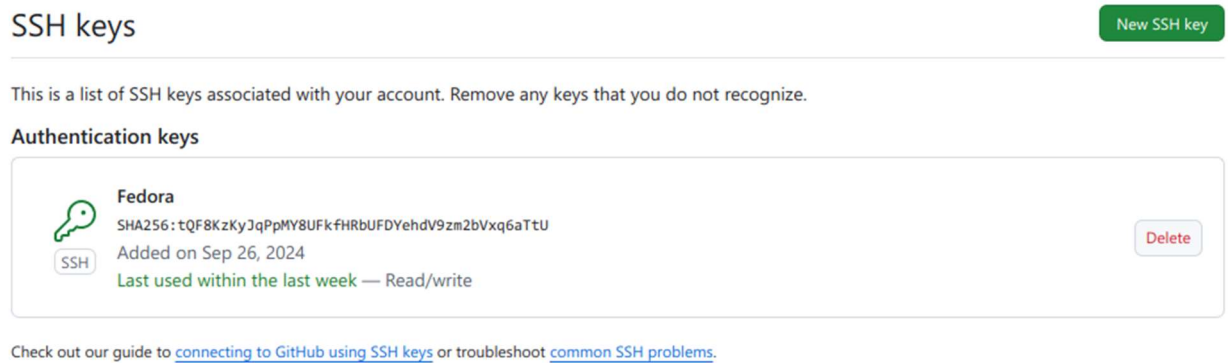 SSH keys
New SSH key
This is a list of SSH keys associated with your account. Remove any keys that you do not recognize.
Authentication keys
Fedora
SHA256:tQF8KzKyJqPpMY8UFkfHRbUFDYehdV9zm2bVxq6aTtU
Added on Sep 26, 2024
Last used within the last week — Read/write
SSH
Delete
Check out our guide to connecting to GitHub using SSH keys or troubleshoot common SSH problems.